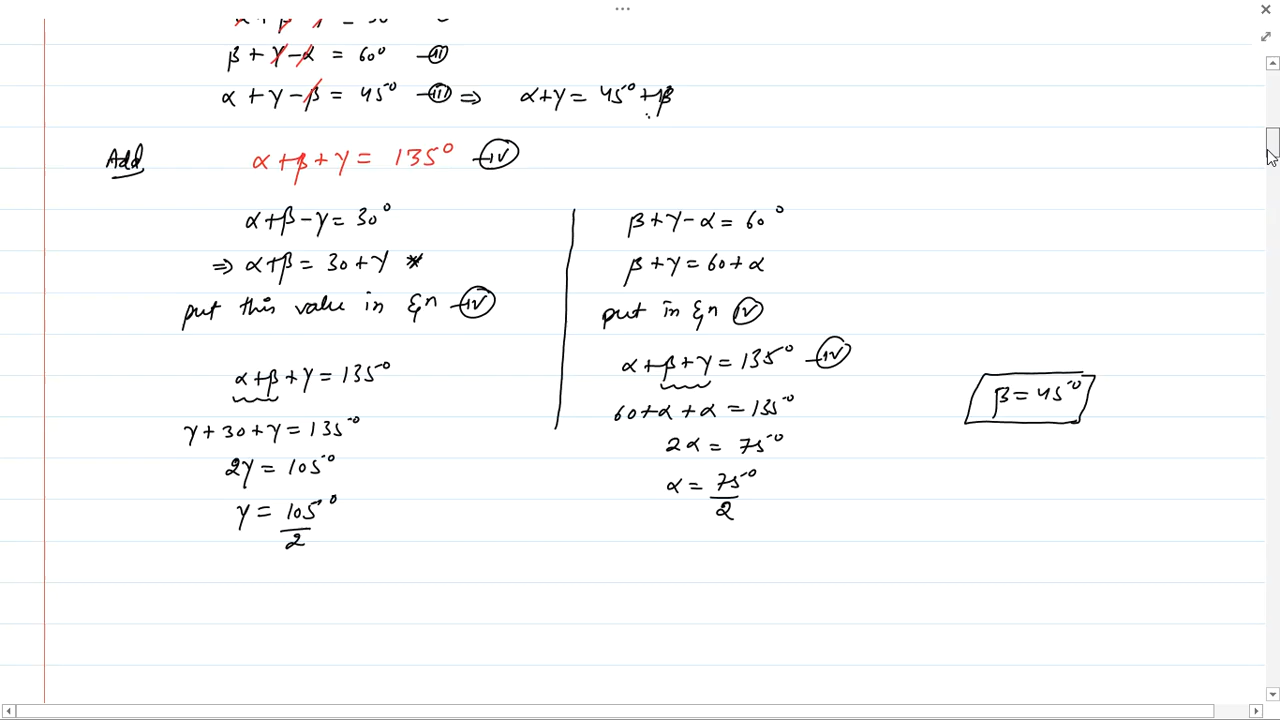 α + β - γ = 30°
β + γ - α = 60° —(II)
α + γ - β = 45° —(III) ⇒ α+γ = 45° + β
Add α + β + γ = 135° —(IV)
α+β-γ = 30°
⇒ α+β = 30+γ *
put this value in Eqn —(IV)
α+β+γ = 135°
γ+30+γ = 135°
2γ = 105°
γ = 105°/2
β+γ-α = 60°
β+γ = 60+α
put in Eqn (IV)
α+β+γ = 135° —(IV)
60+α+α = 135°
2α = 75°
α = 75°/2
β = 45°